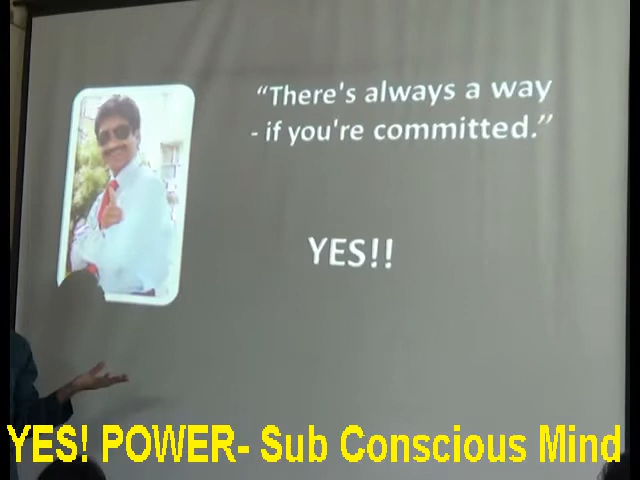 “There's always a way
- if you're committed.”
YES!!
YES! POWER- Sub Conscious Mind